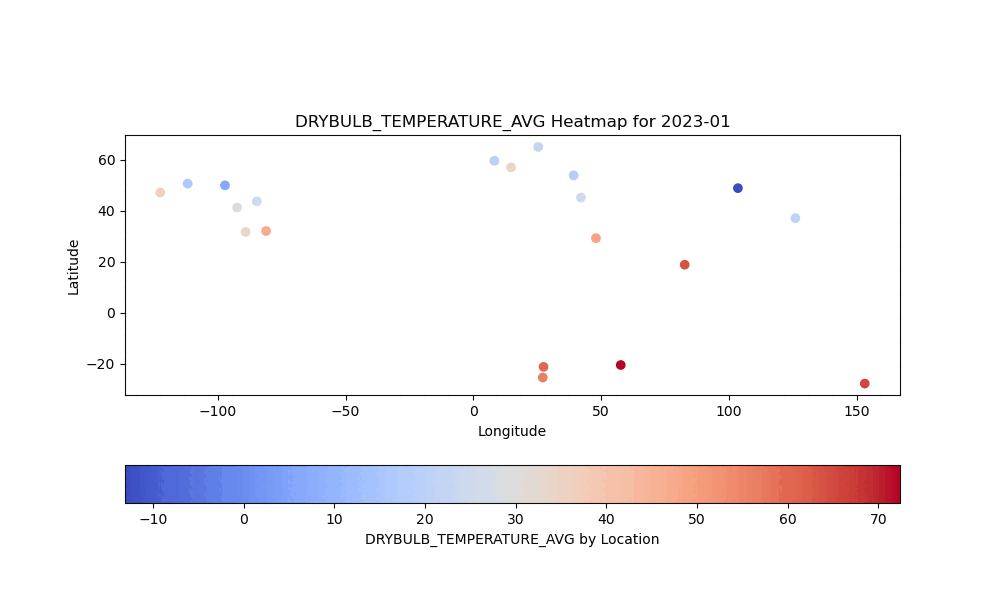 DRYBULB_TEMPERATURE_AVG Heatmap for 2023-01
60
40
20
0
−20
Latitude
−100 −50 0 50 100 150
Longitude
−10 0 10 20 30 40 50 60 70
DRYBULB_TEMPERATURE_AVG by Location